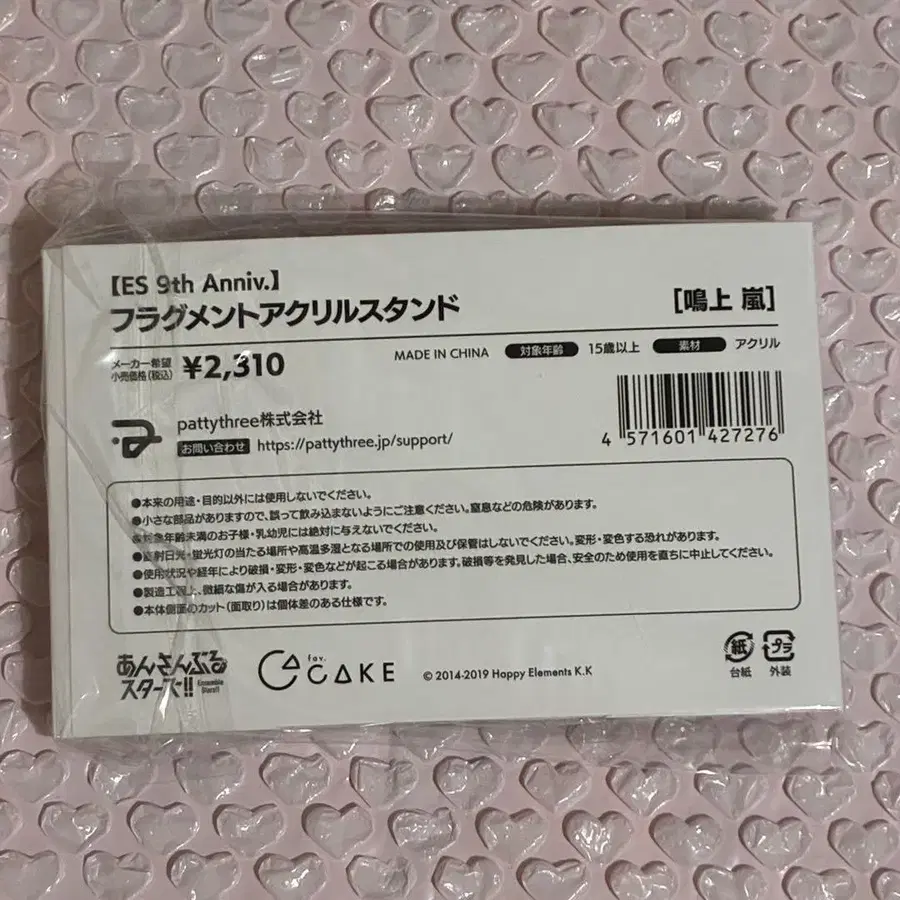 【ES 9th Anniv.】
フラグメントアクリルスタンド
[鳴上 嵐]
メーカー希望
小売価格(税込)
¥2,310
MADE IN CHINA
対象年齢
15歳以上
素材
アクリル
pattythree株式会社
お問い合わせ
https://pattythree.jp/support/
4 571601 427276
●本来の用途・目的以外には使用しないでください。
●小さな部品がありますので、誤って飲み込まないようにご注意ください。窒息などの危険があります。
●対象年齢未満のお子様・乳幼児には絶対に与えないでください。
●直射日光・蛍光灯の当たる場所や高温多湿となる場所での使用及び保管はしないでください。変形・変色する恐れがあります。
●使用状況や経年により破損・変形・変色などが起こる場合があります。破損等を発見した場合、安全のため使用を直ちに中止してください。
●製造工程上、微細な傷が入る場合があります。
●本体側面のカット(面取り)は個体差のある仕様です。
あんさんぶる
スターズ!!
Ensemble
Stars!!
fav.
CAKE
© 2014-2019 Happy Elements K.K
紙
台紙
プラ
外装